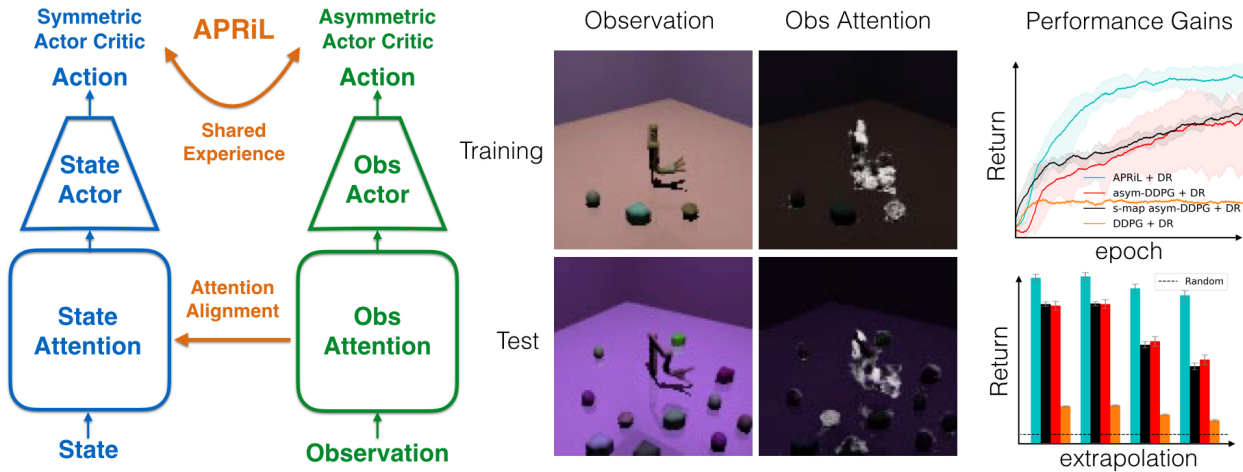 Symmetric
Actor Critic
APRiL
Asymmetric
Actor Critic
Action
Action
Shared
Experience
State
Actor
Obs
Actor
Attention
Alignment
State
Attention
Obs
Attention
State
Observation
Observation
Obs Attention
Training
Test
Performance Gains
Return
APRiL + DR
asym-DDPG + DR
s-map asym-DDPG + DR
DDPG + DR
epoch
Random
Return
extrapolation